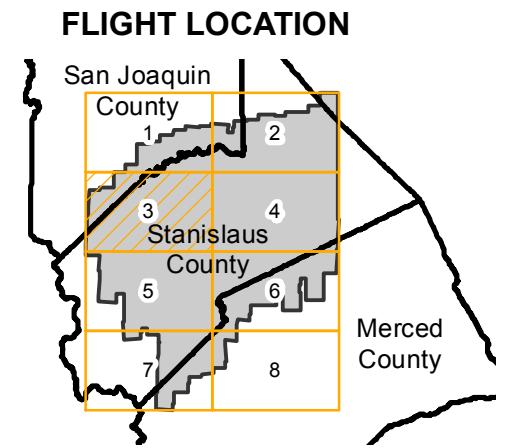 FLIGHT LOCATION
San Joaquin
County
1
2
3
4
Stanislaus
County
5
6
Merced
County
7
8